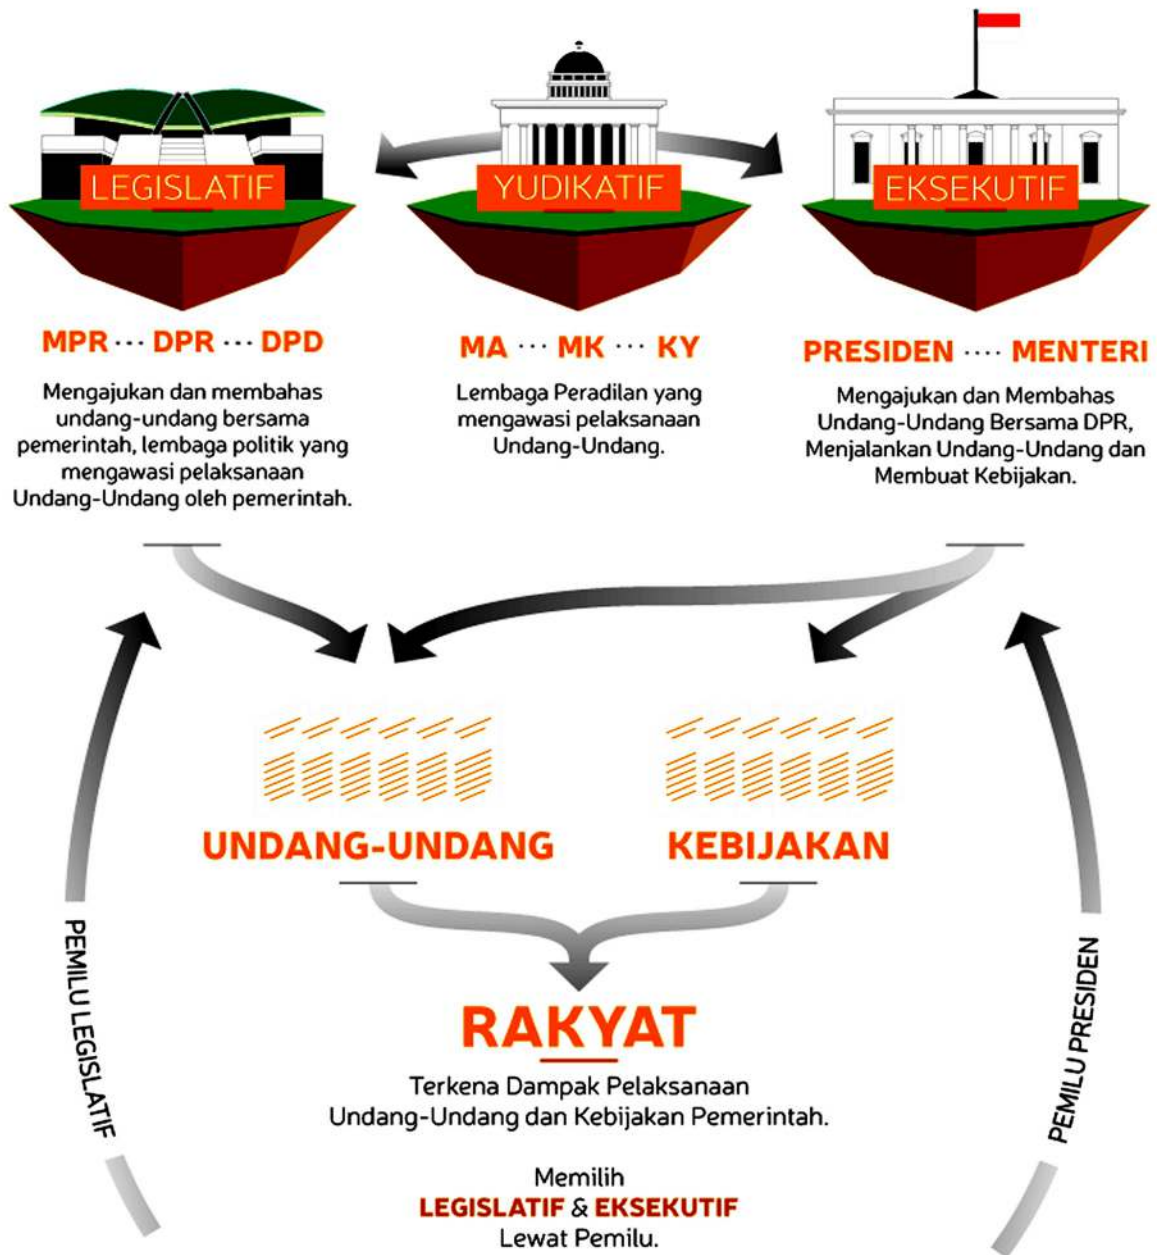 LEGISLATIF
YUDIKATIF
EKSEKUTIF
MPR ··· DPR ··· DPD
Mengajukan dan membahas
undang-undang bersama
pemerintah, lembaga politik yang
mengawasi pelaksanaan
Undang-Undang oleh pemerintah.
MA ··· MK ··· KY
Lembaga Peradilan yang
mengawasi pelaksanaan
Undang-Undang.
PRESIDEN ···· MENTERI
Mengajukan dan Membahas
Undang-Undang Bersama DPR,
Menjalankan Undang-Undang dan
Membuat Kebijakan.
UNDANG-UNDANG
KEBIJAKAN
PEMILU LEGISLATIF
PEMILU PRESIDEN
RAKYAT
Terkena Dampak Pelaksanaan
Undang-Undang dan Kebijakan Pemerintah.
Memilih
LEGISLATIF & EKSEKUTIF
Lewat Pemilu.